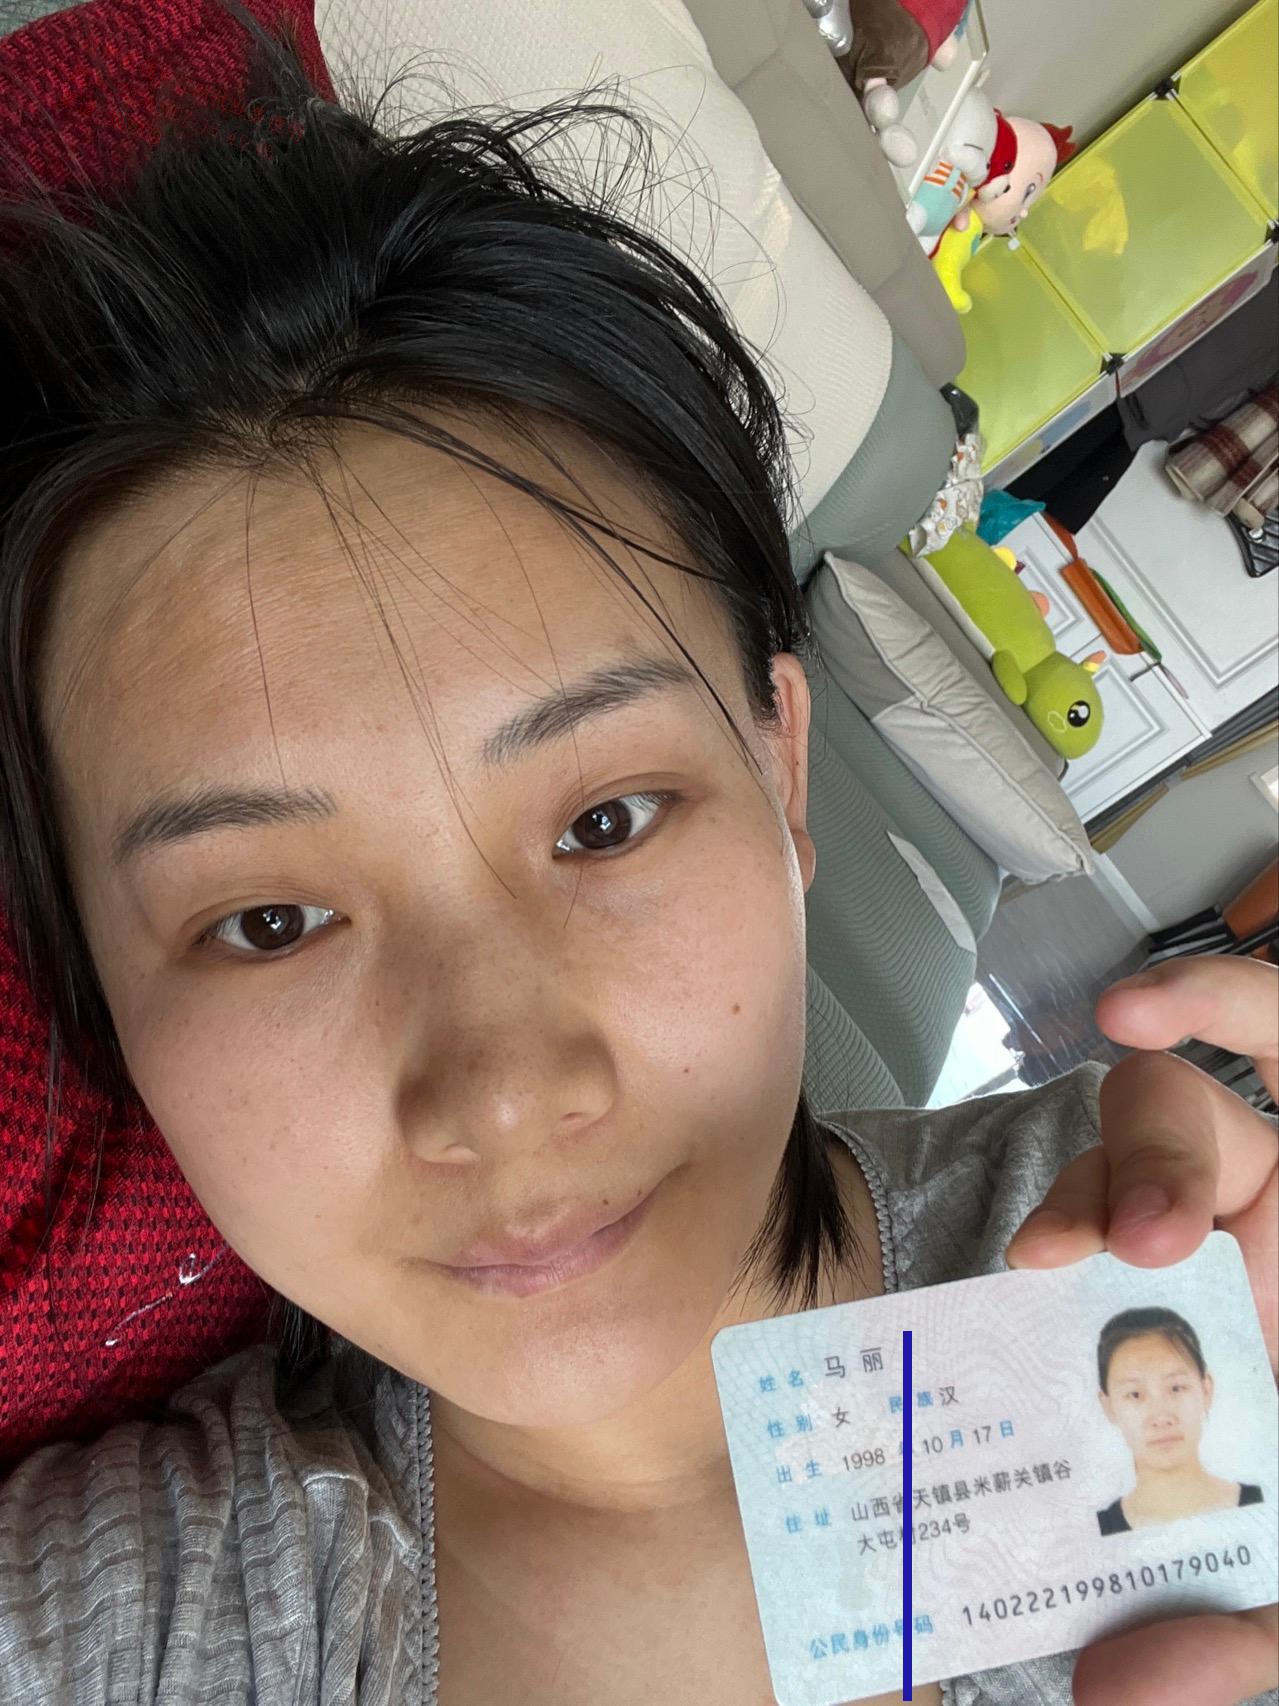 姓名 马丽
性别 女 民族 汉
出生 1998 年 10 月 17 日
住址 山西省天镇县米薪关镇谷
大屯村234号
公民身份号码 140222199810179040